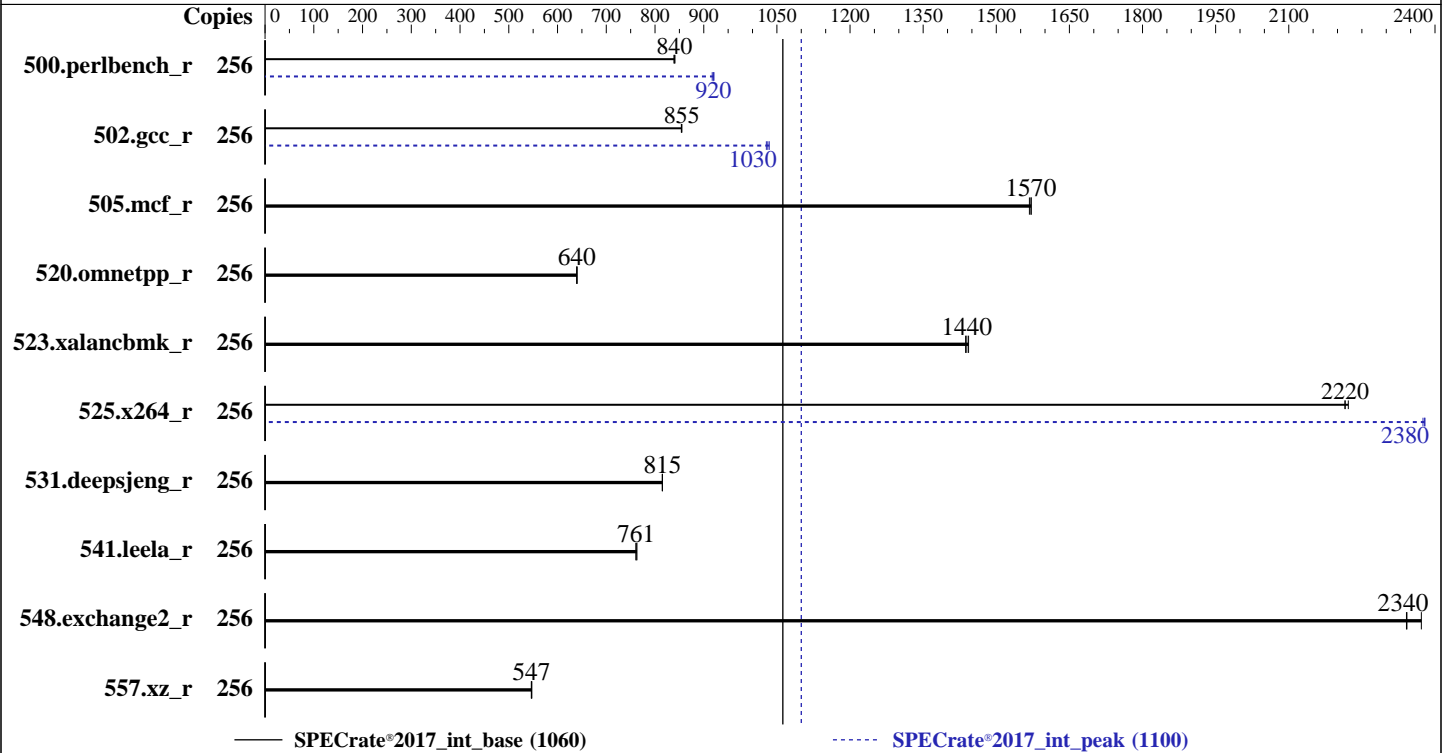 Copies 0 100 200 300 400 500 600 700 800 900 1050 1200 1350 1500 1650 1800 1950 2100 2400
840
500.perlbench_r 256
920
855
502.gcc_r 256
1030
1570
505.mcf_r 256
640
520.omnetpp_r 256
1440
523.xalancbmk_r 256
2220
525.x264_r 256
2380
815
531.deepsjeng_r 256
761
541.leela_r 256
2340
548.exchange2_r 256
547
557.xz_r 256
SPECrate®2017_int_base (1060) SPECrate®2017_int_peak (1100)